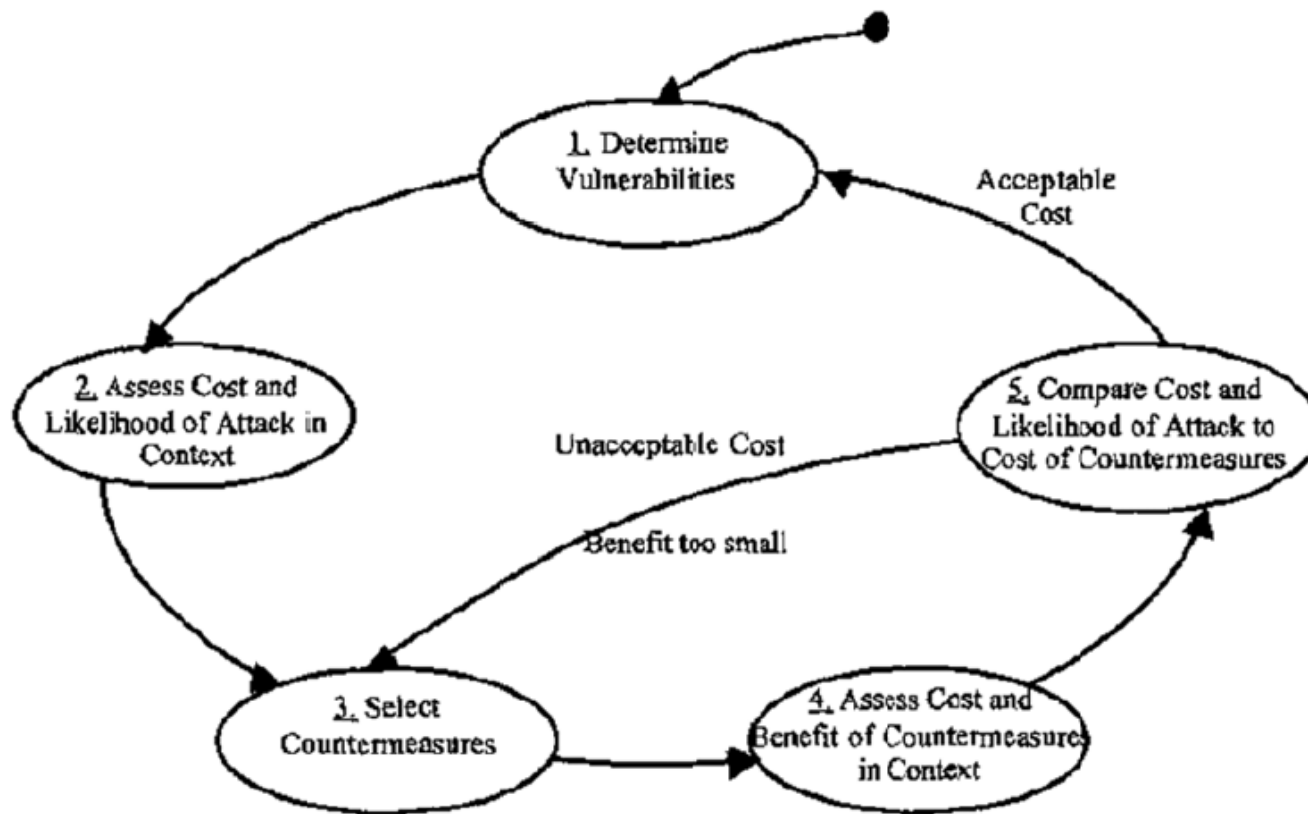 1. Determine
Vulnerabilities
Acceptable
Cost
2. Assess Cost and
Likelihood of Attack in
Context
5. Compare Cost and
Likelihood of Attack to
Cost of Countermeasures
Unacceptable Cost
Benefit too small
3. Select
Countermeasures
4. Assess Cost and
Benefit of Countermeasures
in Context